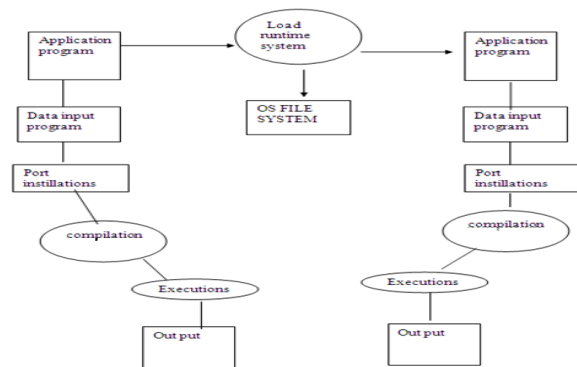 Application
program
Load
runtime
system
Application
program
OS FILE
SYSTEM
Data input
program
Port
instillations
compilation
Executions
Out put
Data input
program
Port
instillations
compilation
Executions
Out put